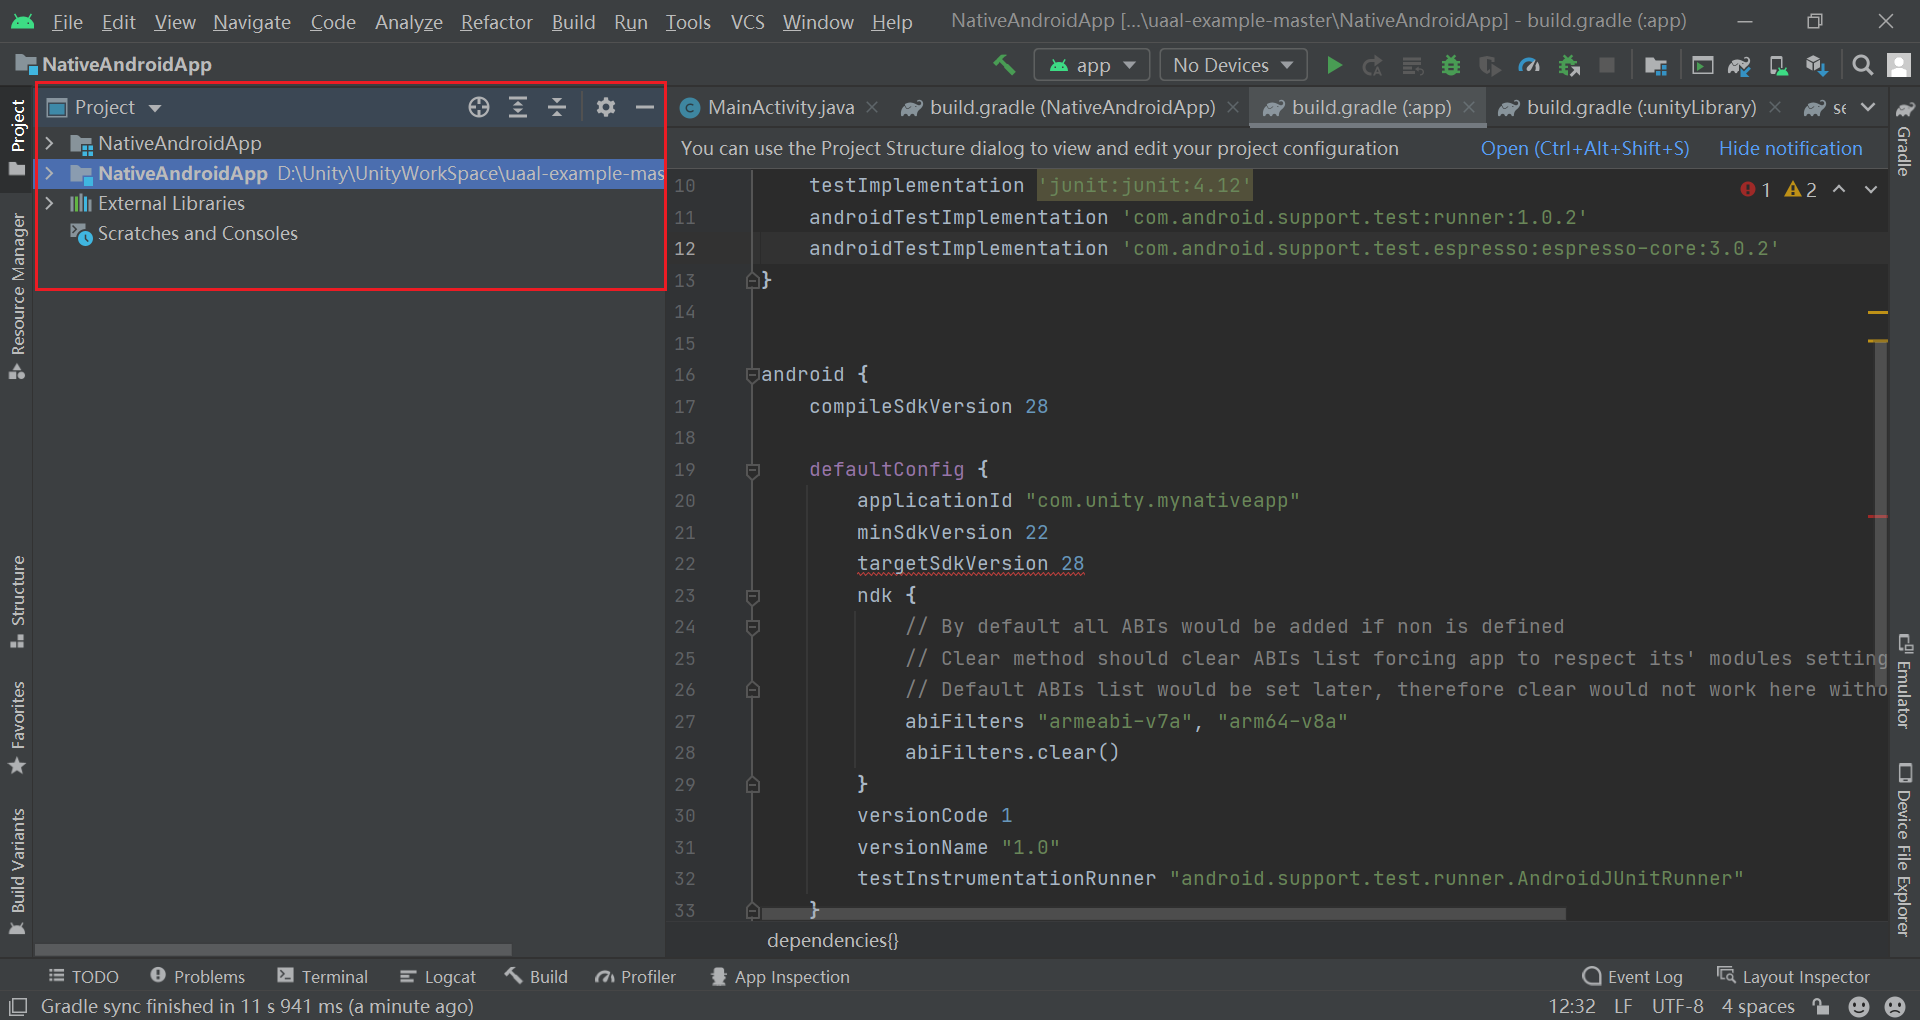 File Edit View Navigate Code Analyze Refactor Build Run Tools VCS Window Help NativeAndroidApp [...\uaal-example-master\NativeAndroidApp] - build.gradle (:app)
NativeAndroidApp
app
No Devices
Project
Resource Manager
Structure
Favorites
Build Variants
Project
NativeAndroidApp
NativeAndroidApp D:\Unity\UnityWorkSpace\uaal-example-mas
External Libraries
Scratches and Consoles
MainActivity.java
build.gradle (NativeAndroidApp)
build.gradle (:app)
build.gradle (:unityLibrary)
se
You can use the Project Structure dialog to view and edit your project configuration Open (Ctrl+Alt+Shift+S) Hide notification
1 2
10 testImplementation 'junit:junit:4.12'
11 androidTestImplementation 'com.android.support.test:runner:1.0.2'
12 androidTestImplementation 'com.android.support.test.espresso:espresso-core:3.0.2'
13 }
14
15
16 android {
17 compileSdkVersion 28
18
19 defaultConfig {
20 applicationId "com.unity.mynativeapp"
21 minSdkVersion 22
22 targetSdkVersion 28
23 ndk {
24 // By default all ABIs would be added if non is defined
25 // Clear method should clear ABIs list forcing app to respect its' modules setting
26 // Default ABIs list would be set later, therefore clear would not work here witho
27 abiFilters "armeabi-v7a", "arm64-v8a"
28 abiFilters.clear()
29 }
30 versionCode 1
31 versionName "1.0"
32 testInstrumentationRunner "android.support.test.runner.AndroidJUnitRunner"
33 }
dependencies{}
Gradle
Emulator
Device File Explorer
TODO Problems Terminal Logcat Build Profiler App Inspection Event Log Layout Inspector
Gradle sync finished in 11 s 941 ms (a minute ago) 12:32 LF UTF-8 4 spaces